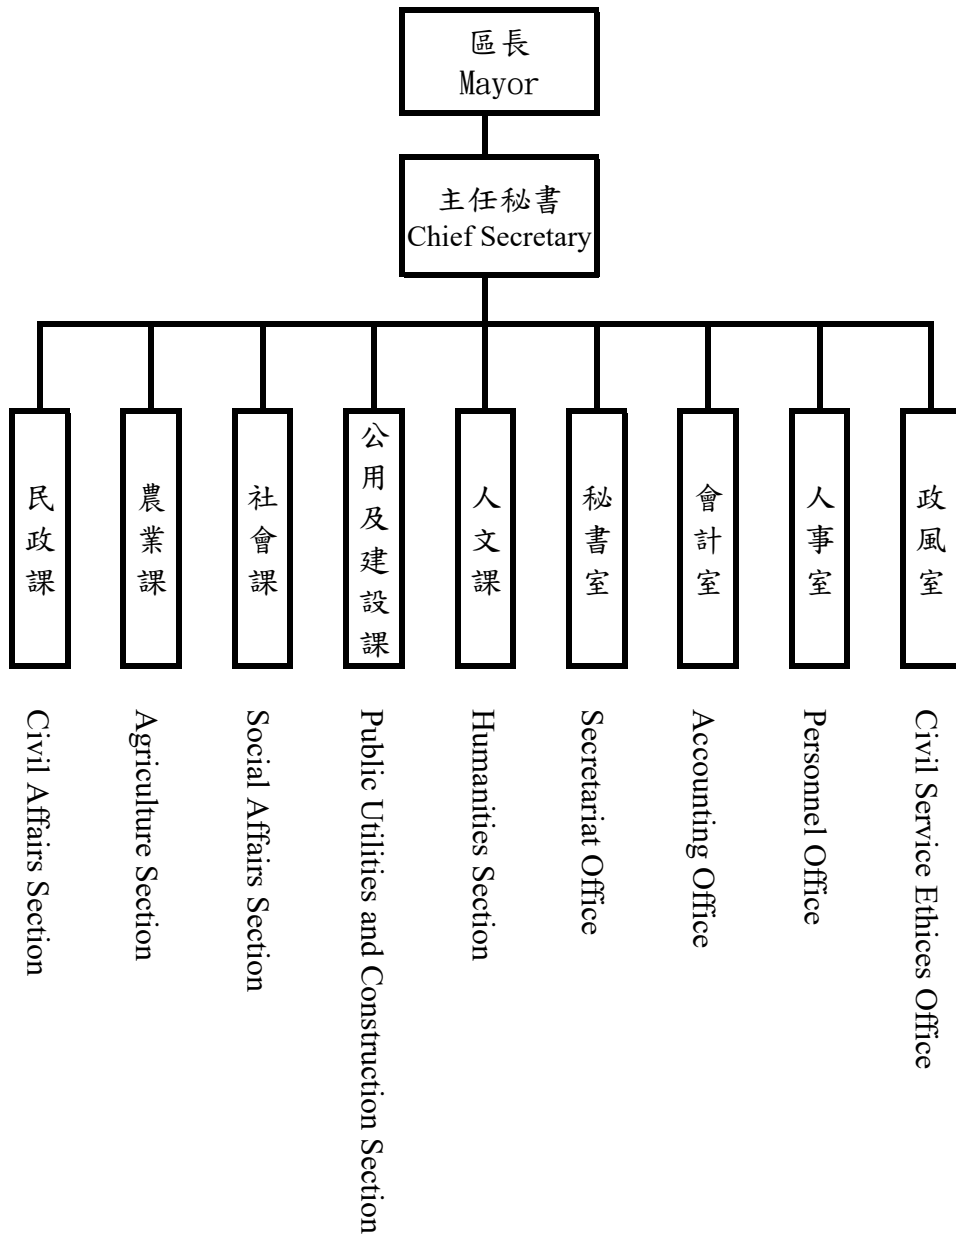 區長
Mayor
主任秘書
Chief Secretary
民政課
農業課
社會課
公用及建設課
人文課
秘書室
會計室
人事室
政風室
Civil Affairs Section
Agriculture Section
Social Affairs Section
Public Utilities and Construction Section
Humanities Section
Secretariat Office
Accounting Office
Personnel Office
Civil Service Ethices Office